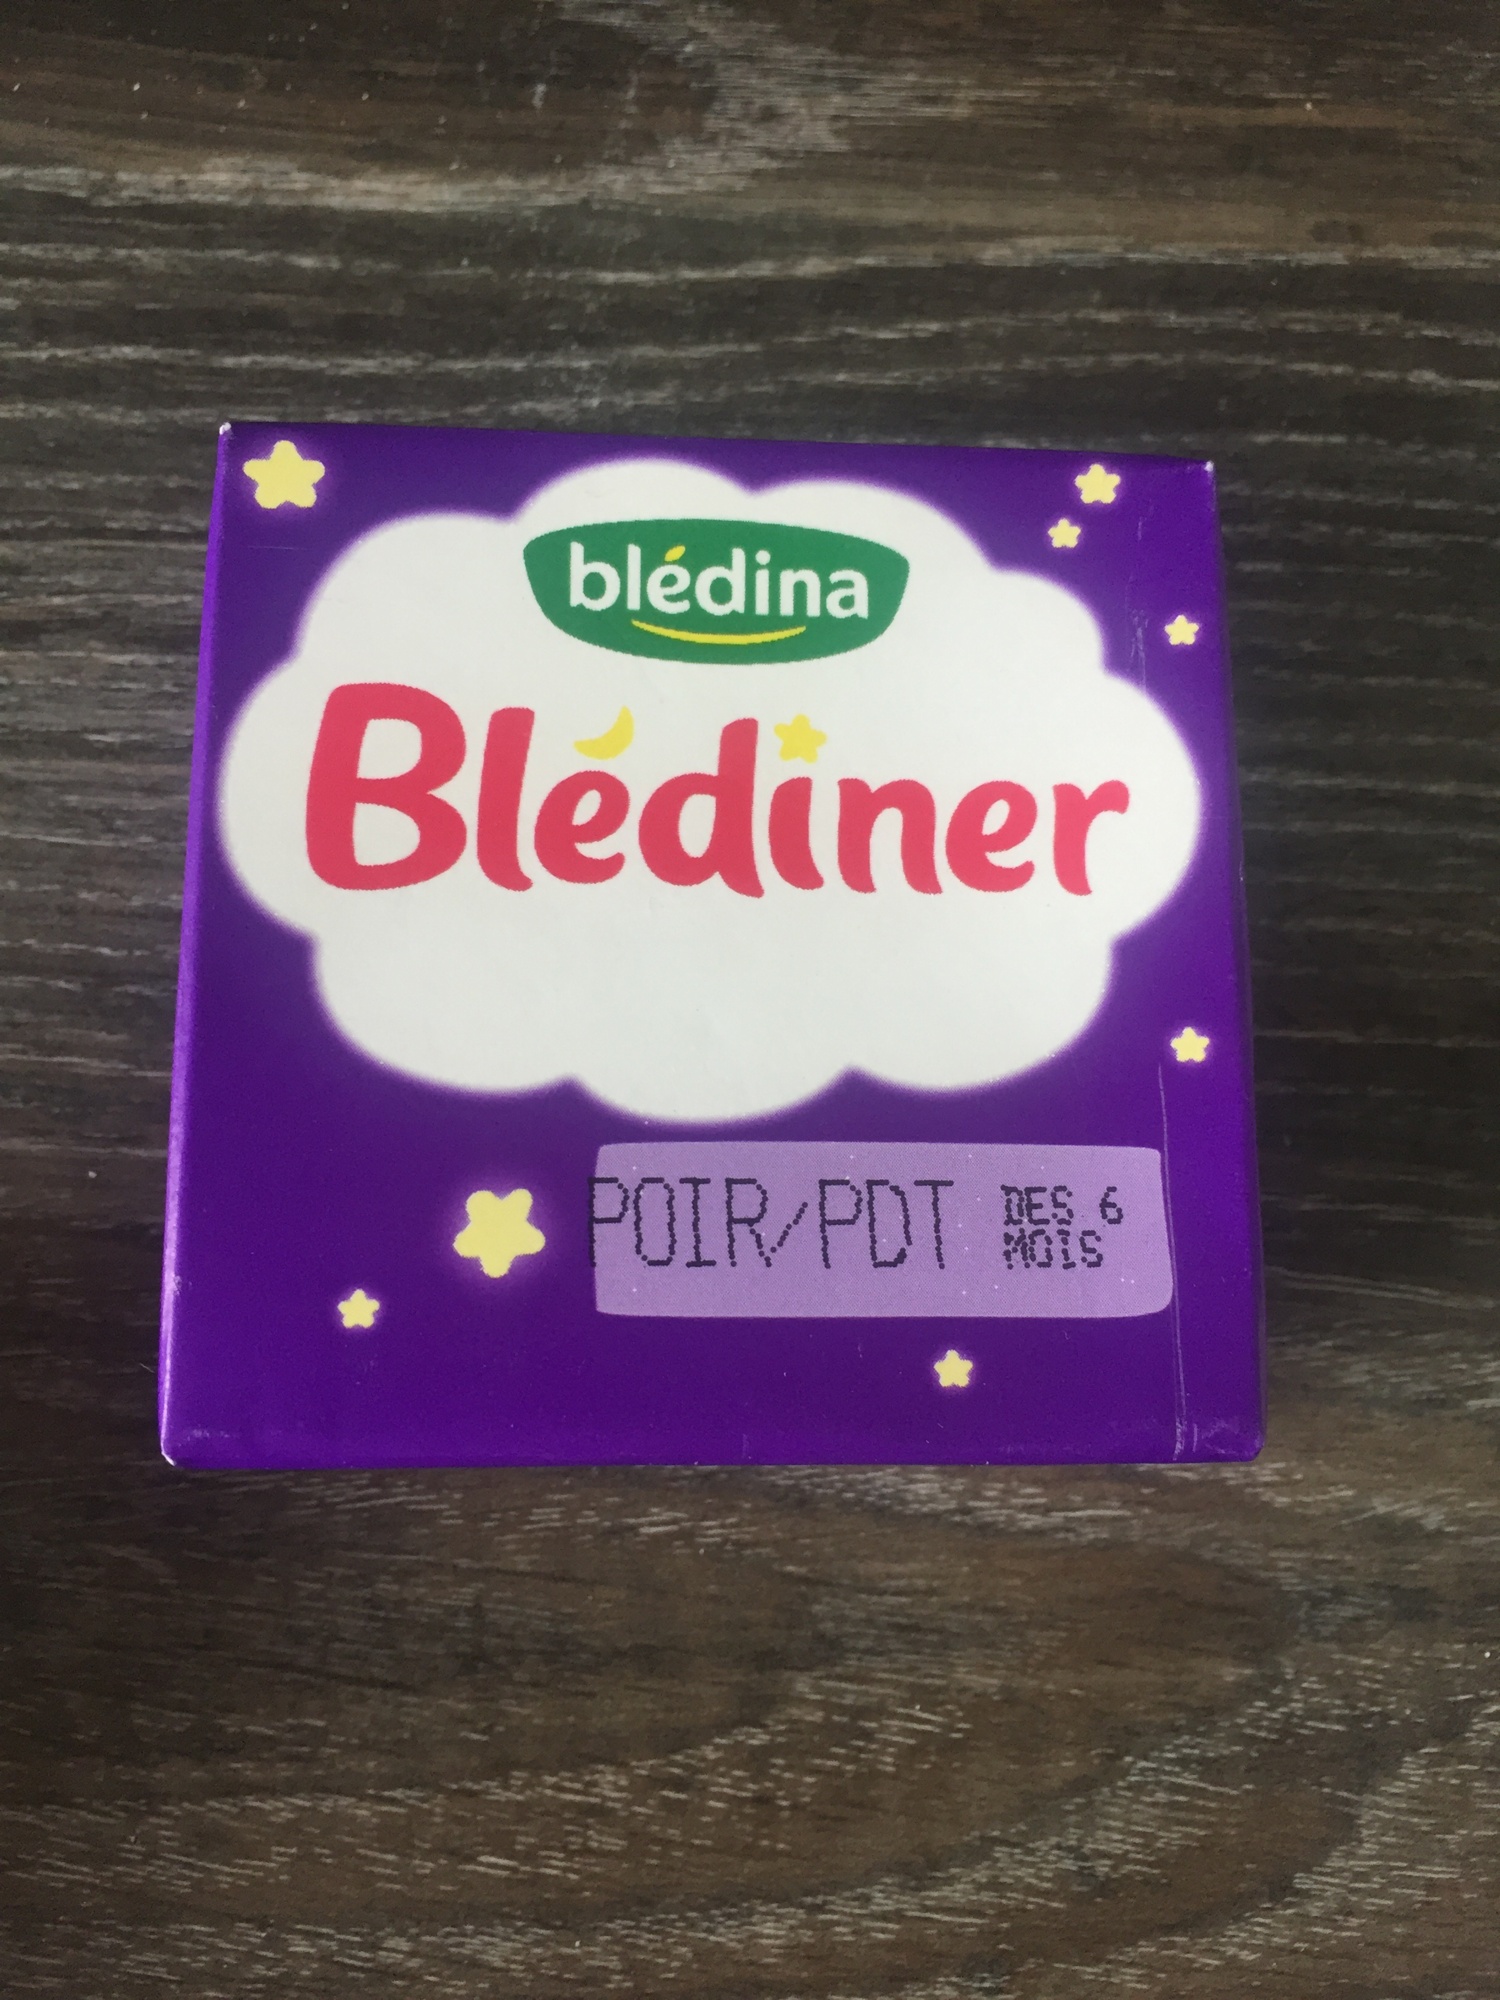 blédina
Blédiner
POIR/PDT DES 6
MOIS